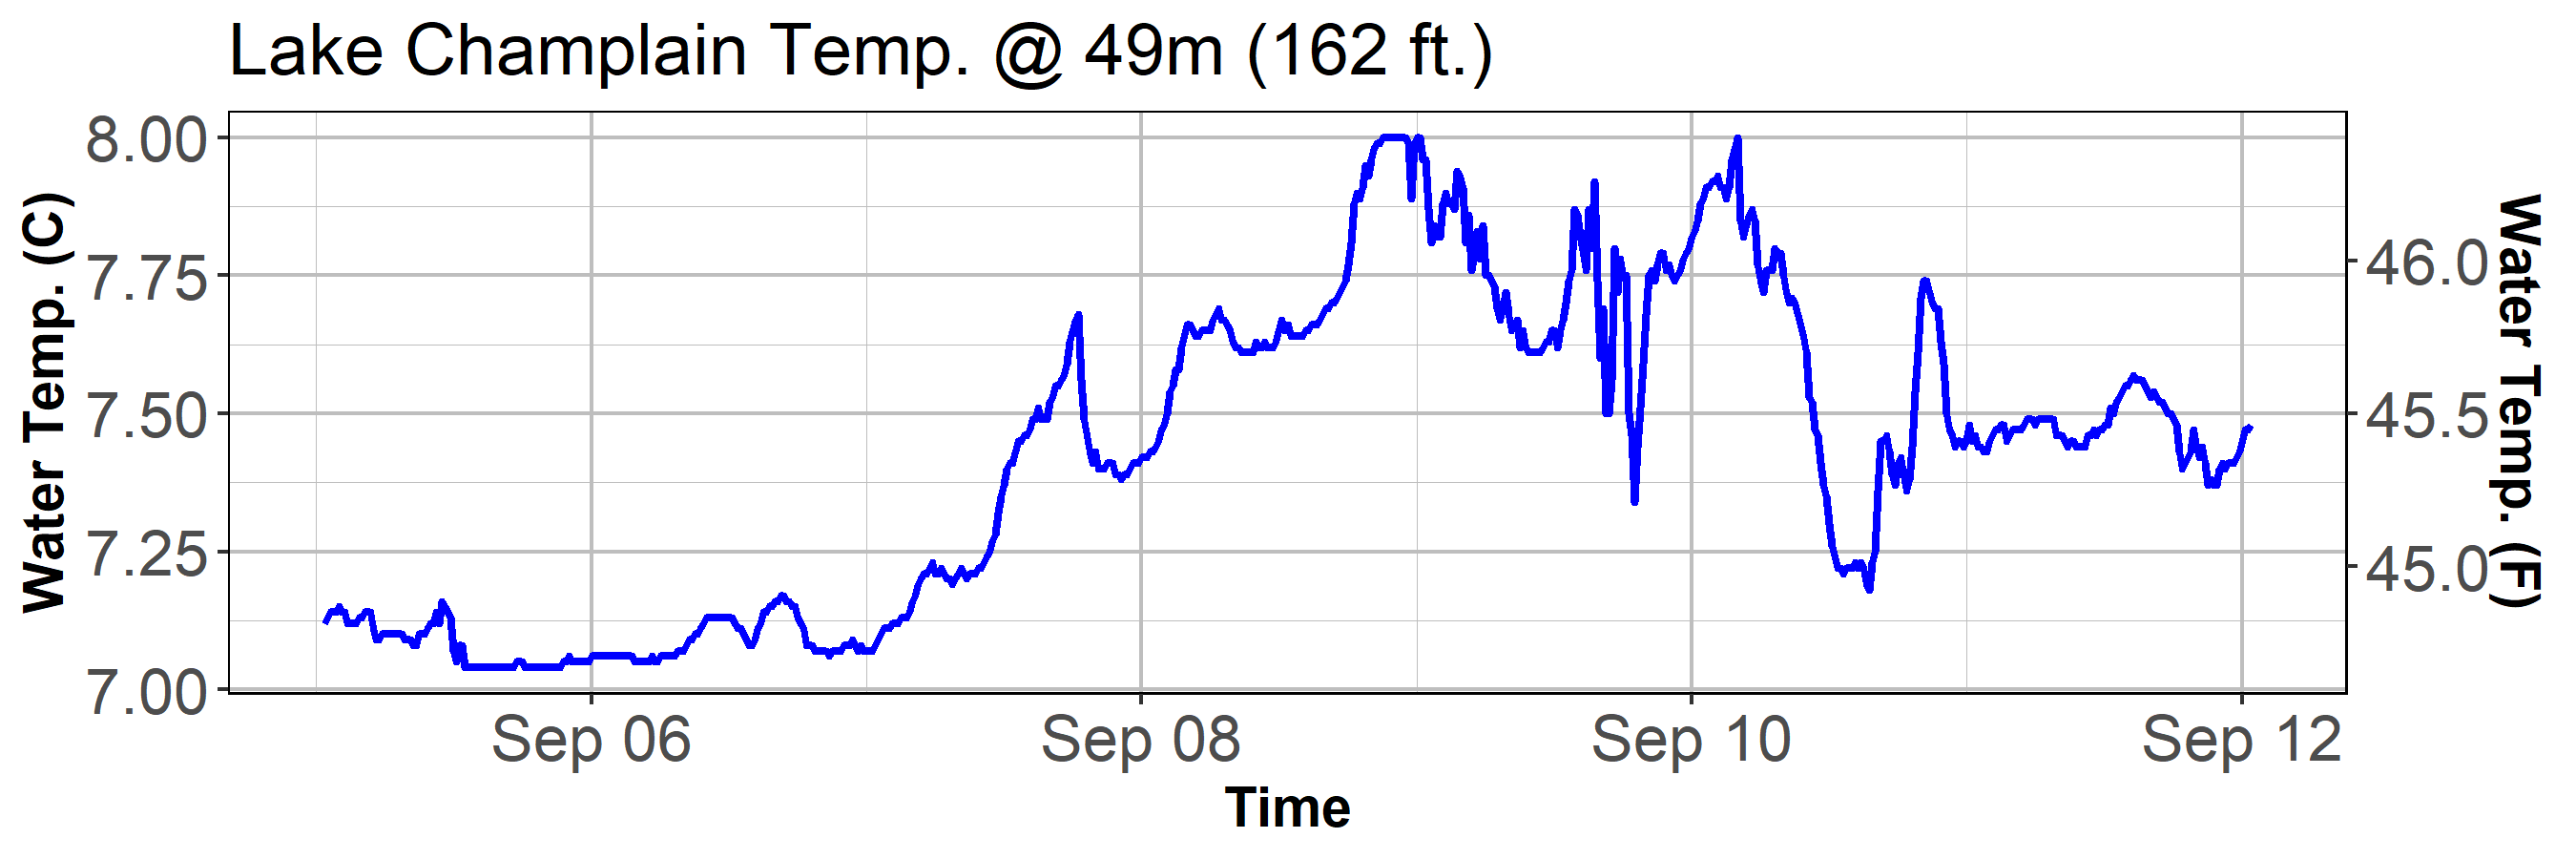 Lake Champlain Temp. @ 49m (162 ft.)
Water Temp. (C)
8.00
7.75
7.50
7.25
7.00
46.0
45.5
45.0
Water Temp. (F)
Sep 06
Sep 08
Sep 10
Sep 12
Time